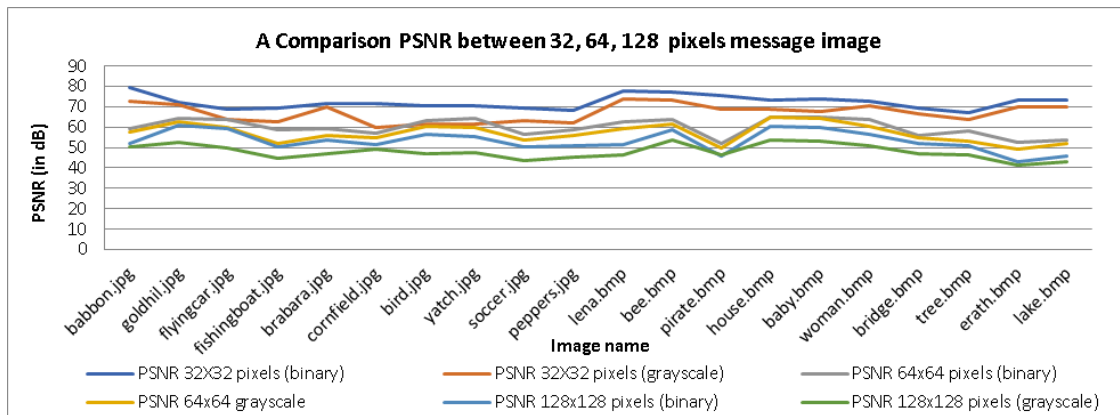 A Comparison PSNR between 32, 64, 128 pixels message image
PSNR (in dB)
90
80
70
60
50
40
30
20
10
0
babbon.jpg
goldhil.jpg
flyingcar.jpg
fishingboat.jpg
brabara.jpg
cornfield.jpg
bird.jpg
yatch.jpg
soccer.jpg
peppers.jpg
lena.bmp
bee.bmp
pirate.bmp
house.bmp
baby.bmp
woman.bmp
bridge.bmp
tree.bmp
erath.bmp
lake.bmp
Image name
PSNR 32X32 pixels (binary)
PSNR 32X32 pixels (grayscale)
PSNR 64x64 pixels (binary)
PSNR 64x64 grayscale
PSNR 128x128 pixels (binary)
PSNR 128x128 pixels (grayscale)